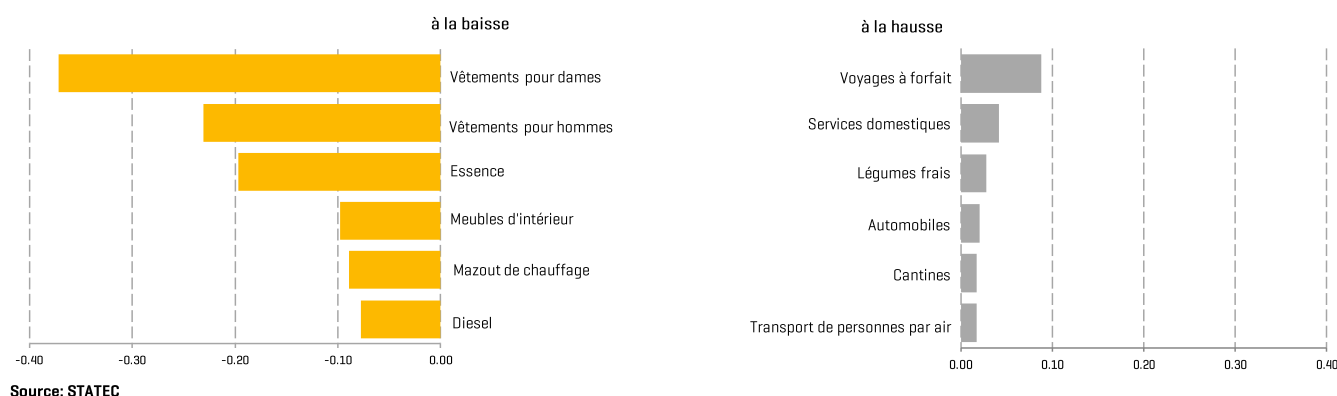 à la baisse
Vêtements pour dames
Vêtements pour hommes
Essence
Meubles d'intérieur
Mazout de chauffage
Diesel
-0.40 -0.30 -0.20 -0.10 0.00
à la hausse
Voyages à forfait
Services domestiques
Légumes frais
Automobiles
Cantines
Transport de personnes par air
0.00 0.10 0.20 0.30 0.40
Source: STATEC